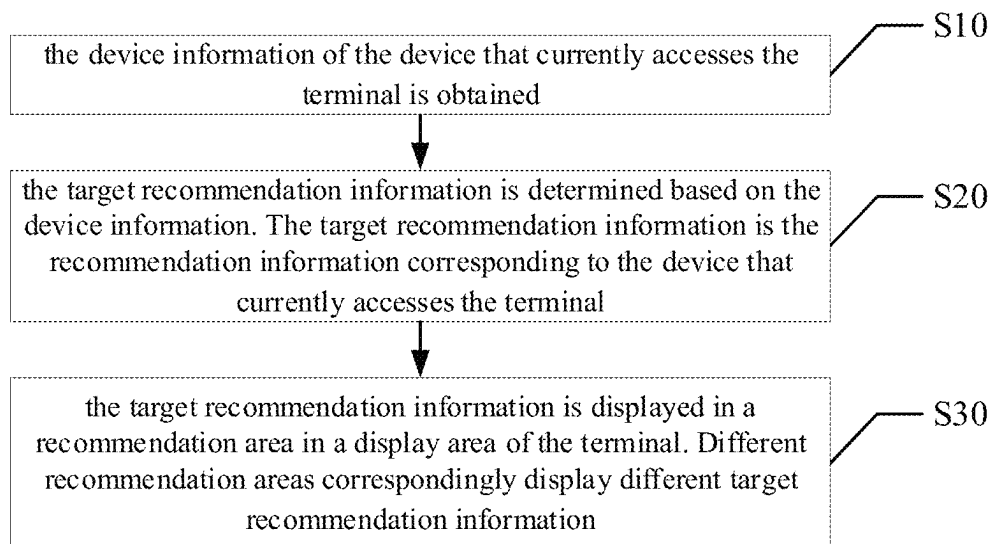 S10
the device information of the device that currently accesses the
terminal is obtained
S20
the target recommendation information is determined based on the
device information. The target recommendation information is the
recommendation information corresponding to the device that
currently accesses the terminal
S30
the target recommendation information is displayed in a
recommendation area in a display area of the terminal. Different
recommendation areas correspondingly display different target
recommendation information